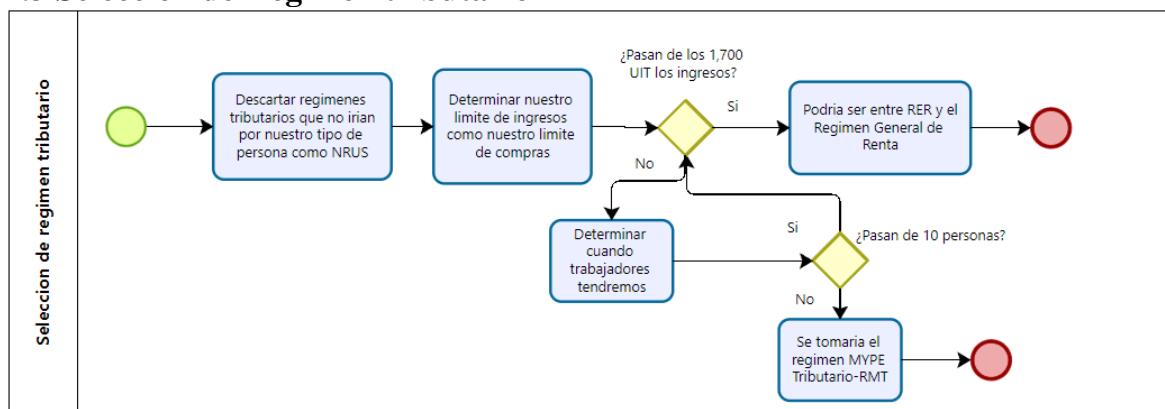 Seleccion de regimen tributario
Descartar regimenes
tributarios que no irian
por nuestro tipo de
persona como NRUS
Determinar nuestro
limite de ingresos
como nuestro limite
de compras
¿Pasan de los 1,700
UIT los ingresos?
Si
Podria ser entre RER y el
Regimen General de
Renta
No
Determinar
cuando
trabajadores
tendremos
Si
¿Pasan de 10 personas?
No
Se tomaria el
regimen MYPE
Tributario-RMT